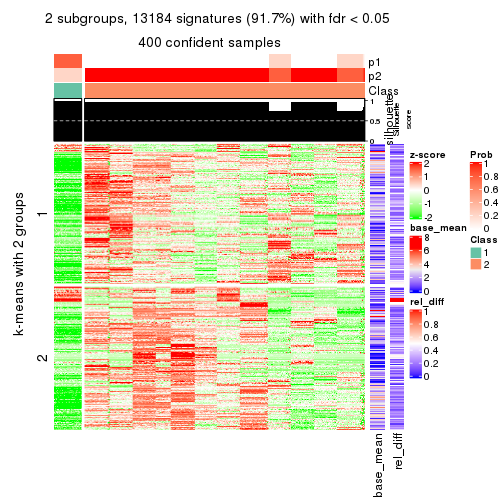 2 subgroups, 13184 signatures (91.7%) with fdr < 0.05
400 confident samples
p1
p2
Class
1
0.5
0
silhouette
Silhouette
score
k-means with 2 groups
1
2
z-score
2
1
0
-1
-2
base_mean
8
6
4
2
0
rel_diff
1
0.8
0.6
0.4
0.2
0
Prob
1
0.8
0.6
0.4
0.2
0
Class
1
2
base_mean
rel_diff